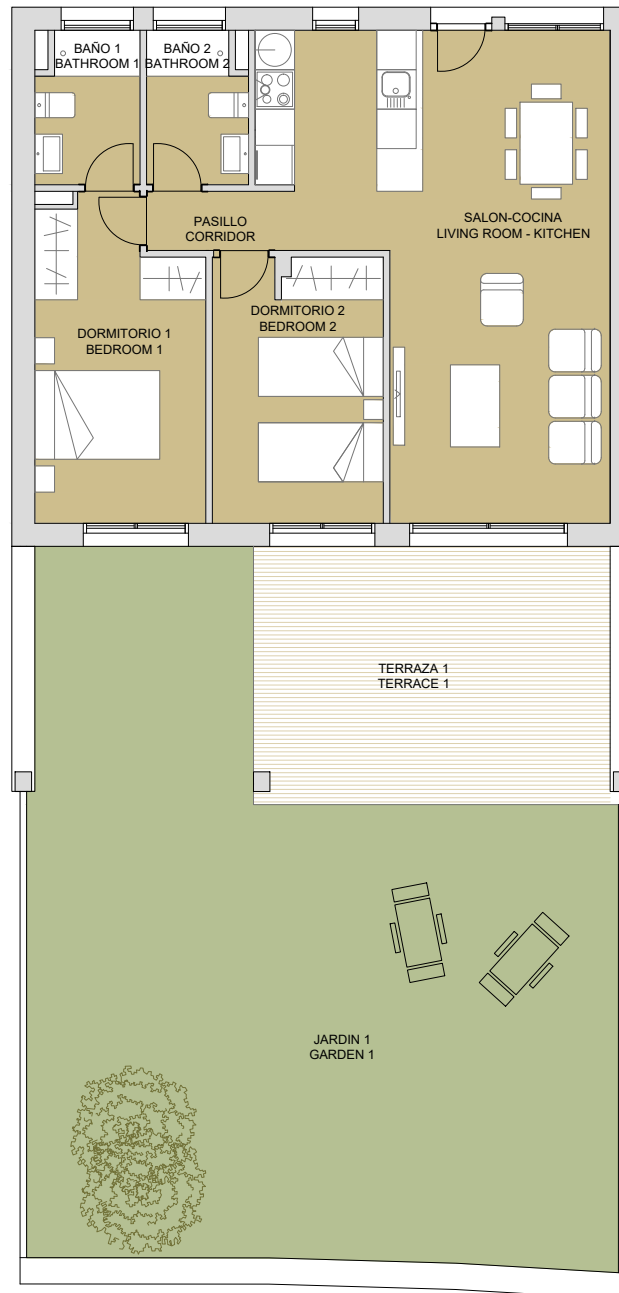 BAÑO 1
BATHROOM 1
BAÑO 2
BATHROOM 2
PASILLO
CORRIDOR
SALON-COCINA
LIVING ROOM - KITCHEN
DORMITORIO 1
BEDROOM 1
DORMITORIO 2
BEDROOM 2
TERRAZA 1
TERRACE 1
JARDIN 1
GARDEN 1